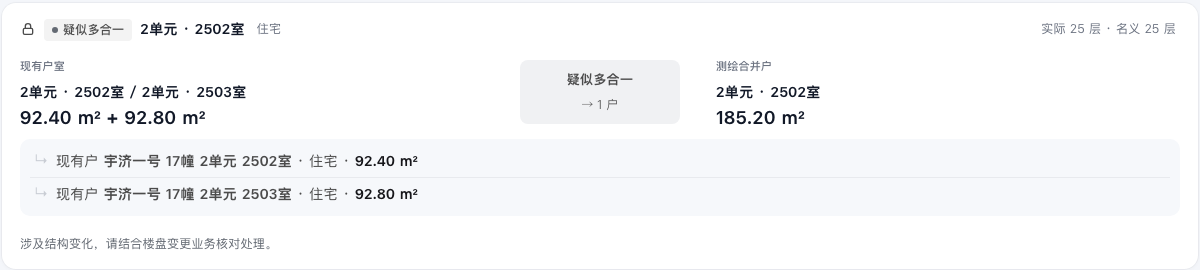 疑似多合一 2单元 · 2502室 住宅 实际 25 层 · 名义 25 层
现有户室
2单元 · 2502室 / 2单元 · 2503室
92.40 m² + 92.80 m²
疑似多合一
→ 1 户
测绘合并户
2单元 · 2502室
185.20 m²
现有户 宇济一号 17幢 2单元 2502室 · 住宅 · 92.40 m²
现有户 宇济一号 17幢 2单元 2503室 · 住宅 · 92.80 m²
涉及结构变化，请结合楼盘变更业务核对处理。